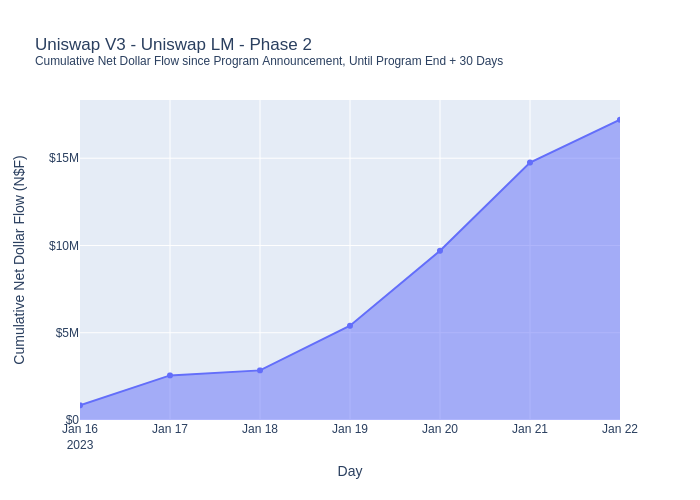 Uniswap V3 - Uniswap LM - Phase 2
Cumulative Net Dollar Flow since Program Announcement, Until Program End + 30 Days
Cumulative Net Dollar Flow (N$F)
$15M
$10M
$5M
$0
Jan 16
2023
Jan 17
Jan 18
Jan 19
Jan 20
Jan 21
Jan 22
Day